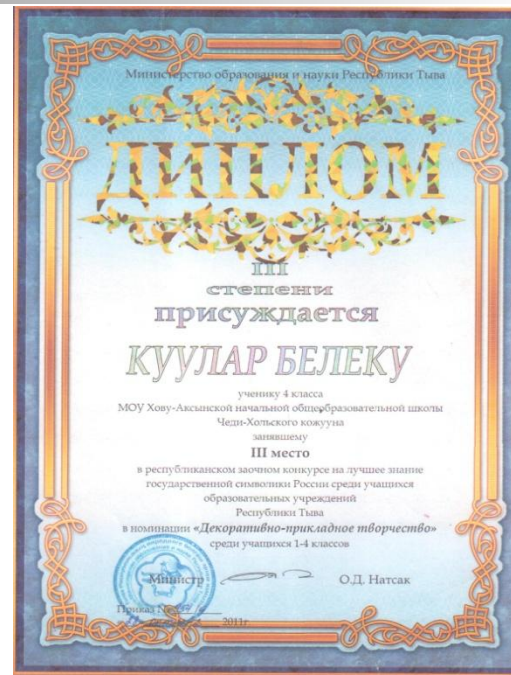 Министерство образования и науки Республики Тыва
ДИПЛОМ
III
степени
присуждается
КУУЛАР БЕЛЕКУ
ученику 4 класса
МОУ Хову-Аксынской начальной общеобразовательной школы
Чеди-Хольского кожууна
занявшему
III место
в республиканском заочном конкурсе на лучшее знание
государственной символики России среди учащихся
образовательных учреждений
Республики Тыва
в номинации «Декоративно-прикладное творчество»
среди учащихся 1-4 классов
Министр О.Д. Натсак
Приказ №
2011г